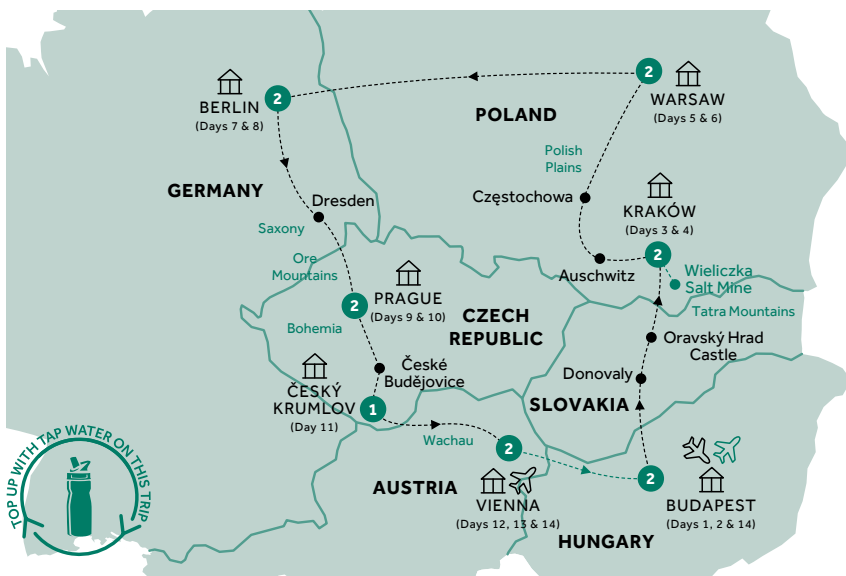 2
BERLIN
(Days 7 & 8)
2
WARSAW
(Days 5 & 6)
POLAND
Polish
Plains
GERMANY
Dresden
Częstochowa
KRAKÓW
(Days 3 & 4)
2
Saxony
Ore
Mountains
Auschwitz
Wieliczka
Salt Mine
2
PRAGUE
(Days 9 & 10)
Tatra Mountains
CZECH
REPUBLIC
Bohemia
Oravský Hrad
Castle
České
Budějovice
Donovaly
ČESKÝ
KRUMLOV
(Day 11)
1
SLOVAKIA
Wachau
2
2
TOP UP WITH TAP WATER ON THIS TRIP
AUSTRIA
VIENNA
(Days 12, 13 & 14)
BUDAPEST
(Days 1, 2 & 14)
HUNGARY